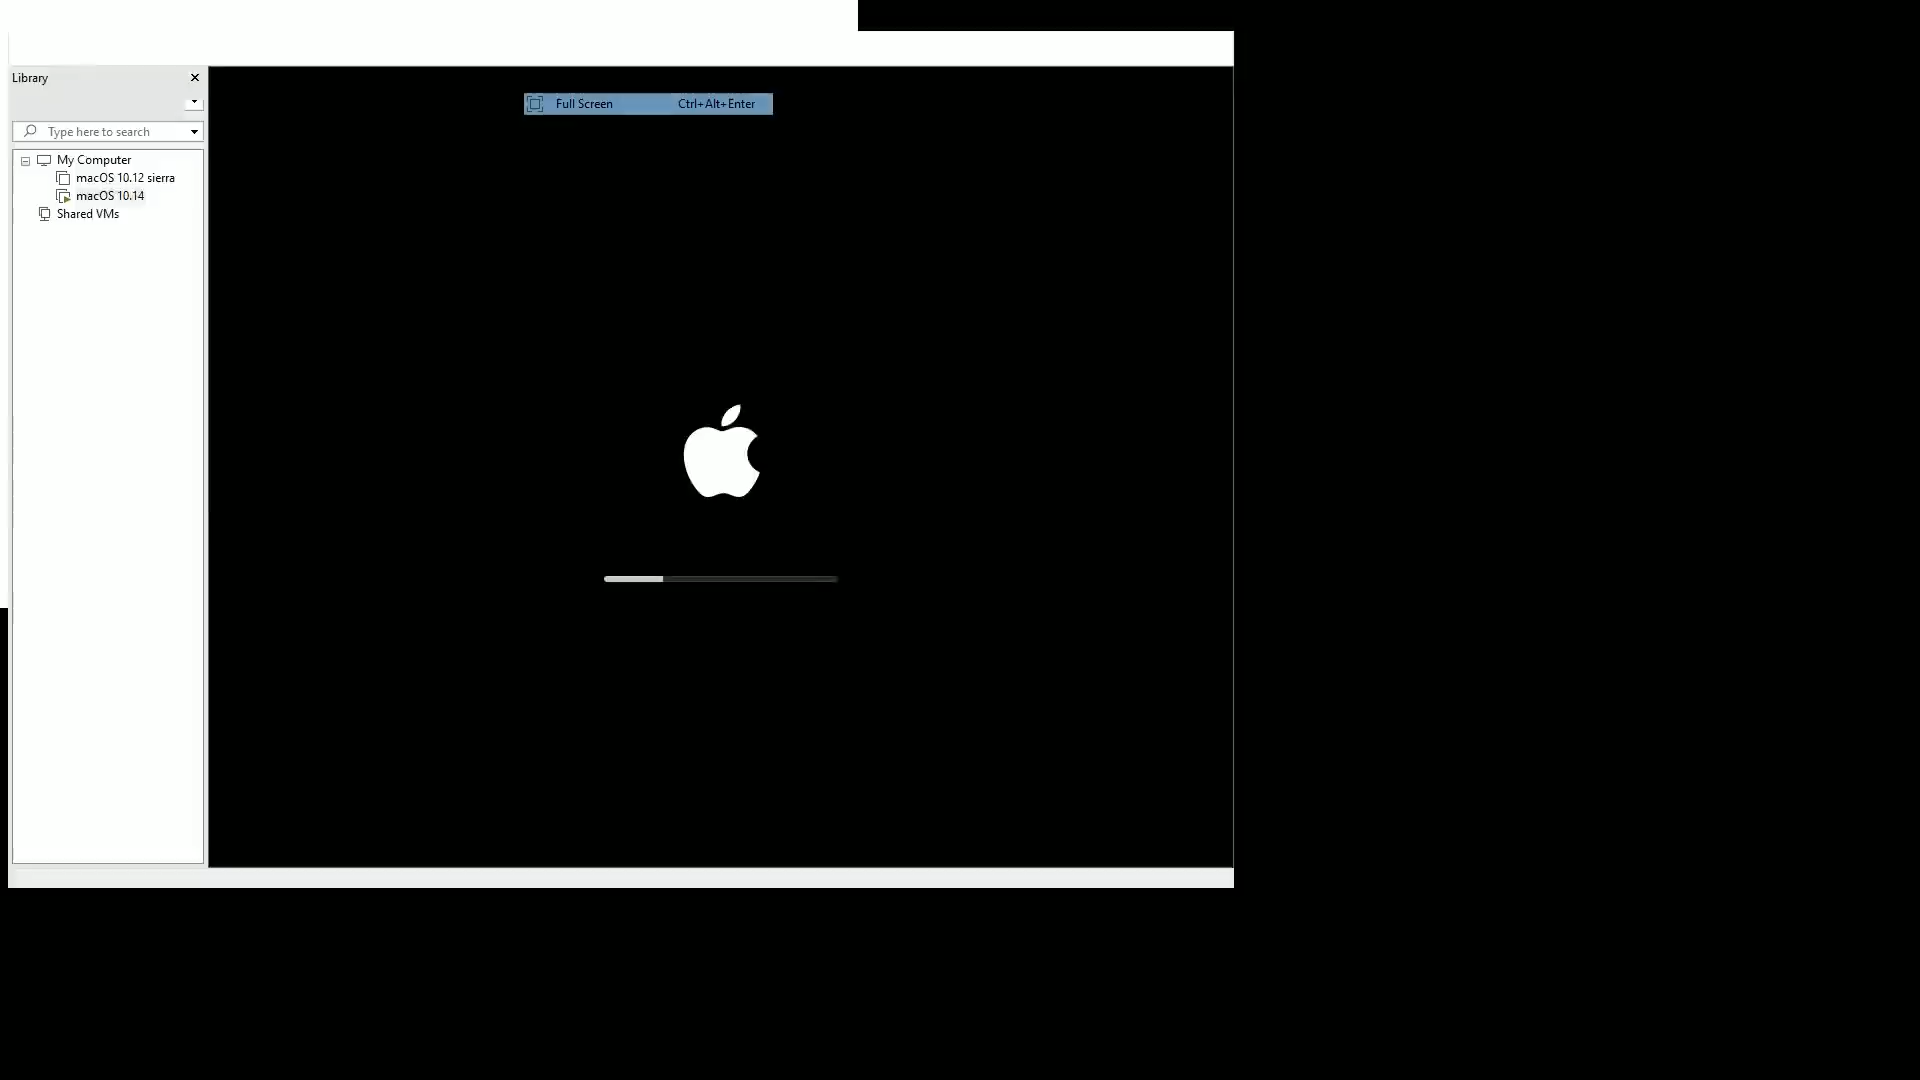 Library
Full Screen Ctrl+Alt+Enter
Type here to search
My Computer
macOS 10.12 sierra
macOS 10.14
Shared VMs